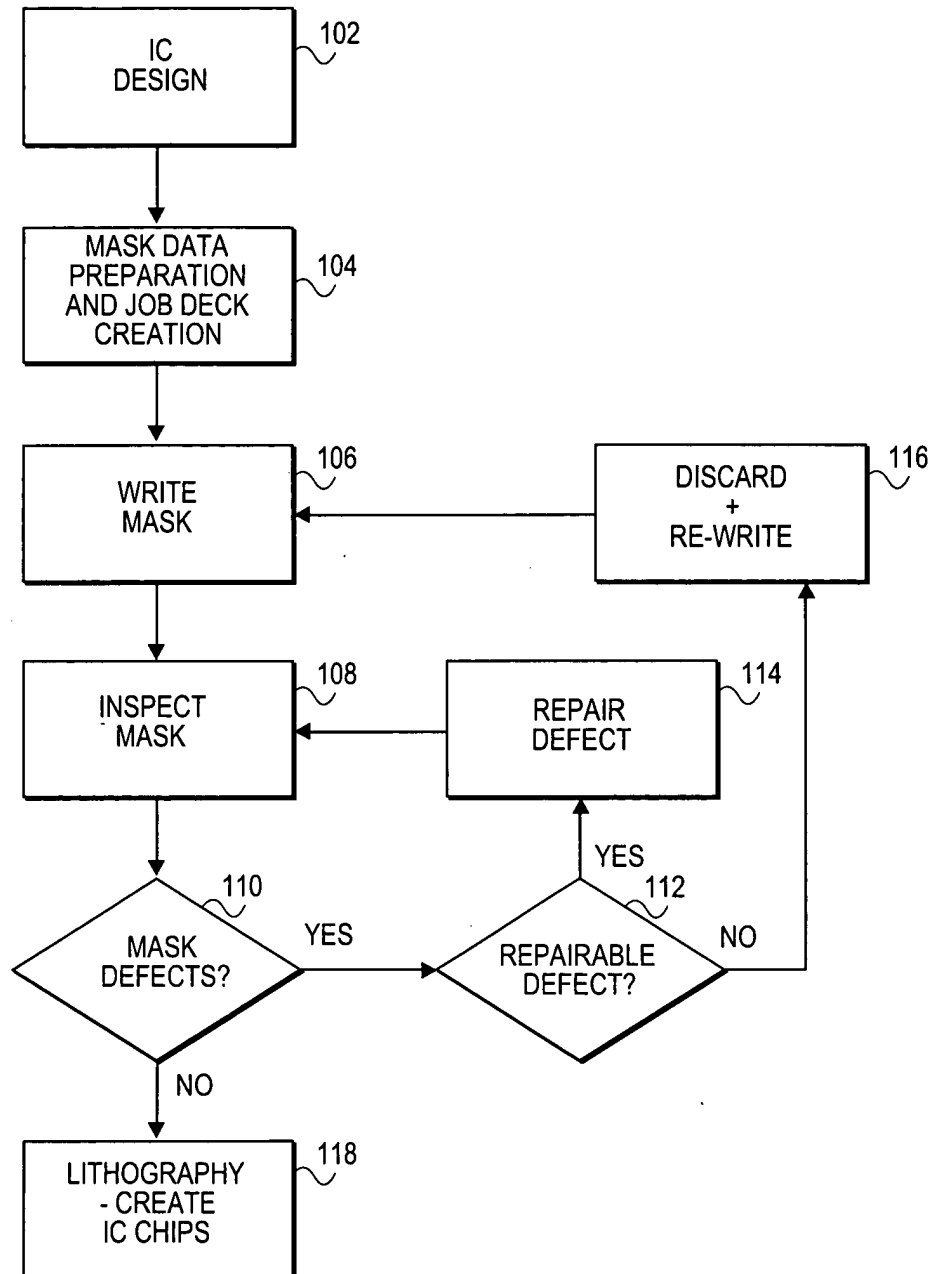 IC
DESIGN
102
MASK DATA
PREPARATION
AND JOB DECK
CREATION
104
WRITE
MASK
106
DISCARD
+
RE-WRITE
116
INSPECT
MASK
108
REPAIR
DEFECT
114
YES
MASK
DEFECTS?
110
YES
REPAIRABLE
DEFECT?
112
NO
NO
LITHOGRAPHY
- CREATE
IC CHIPS
118